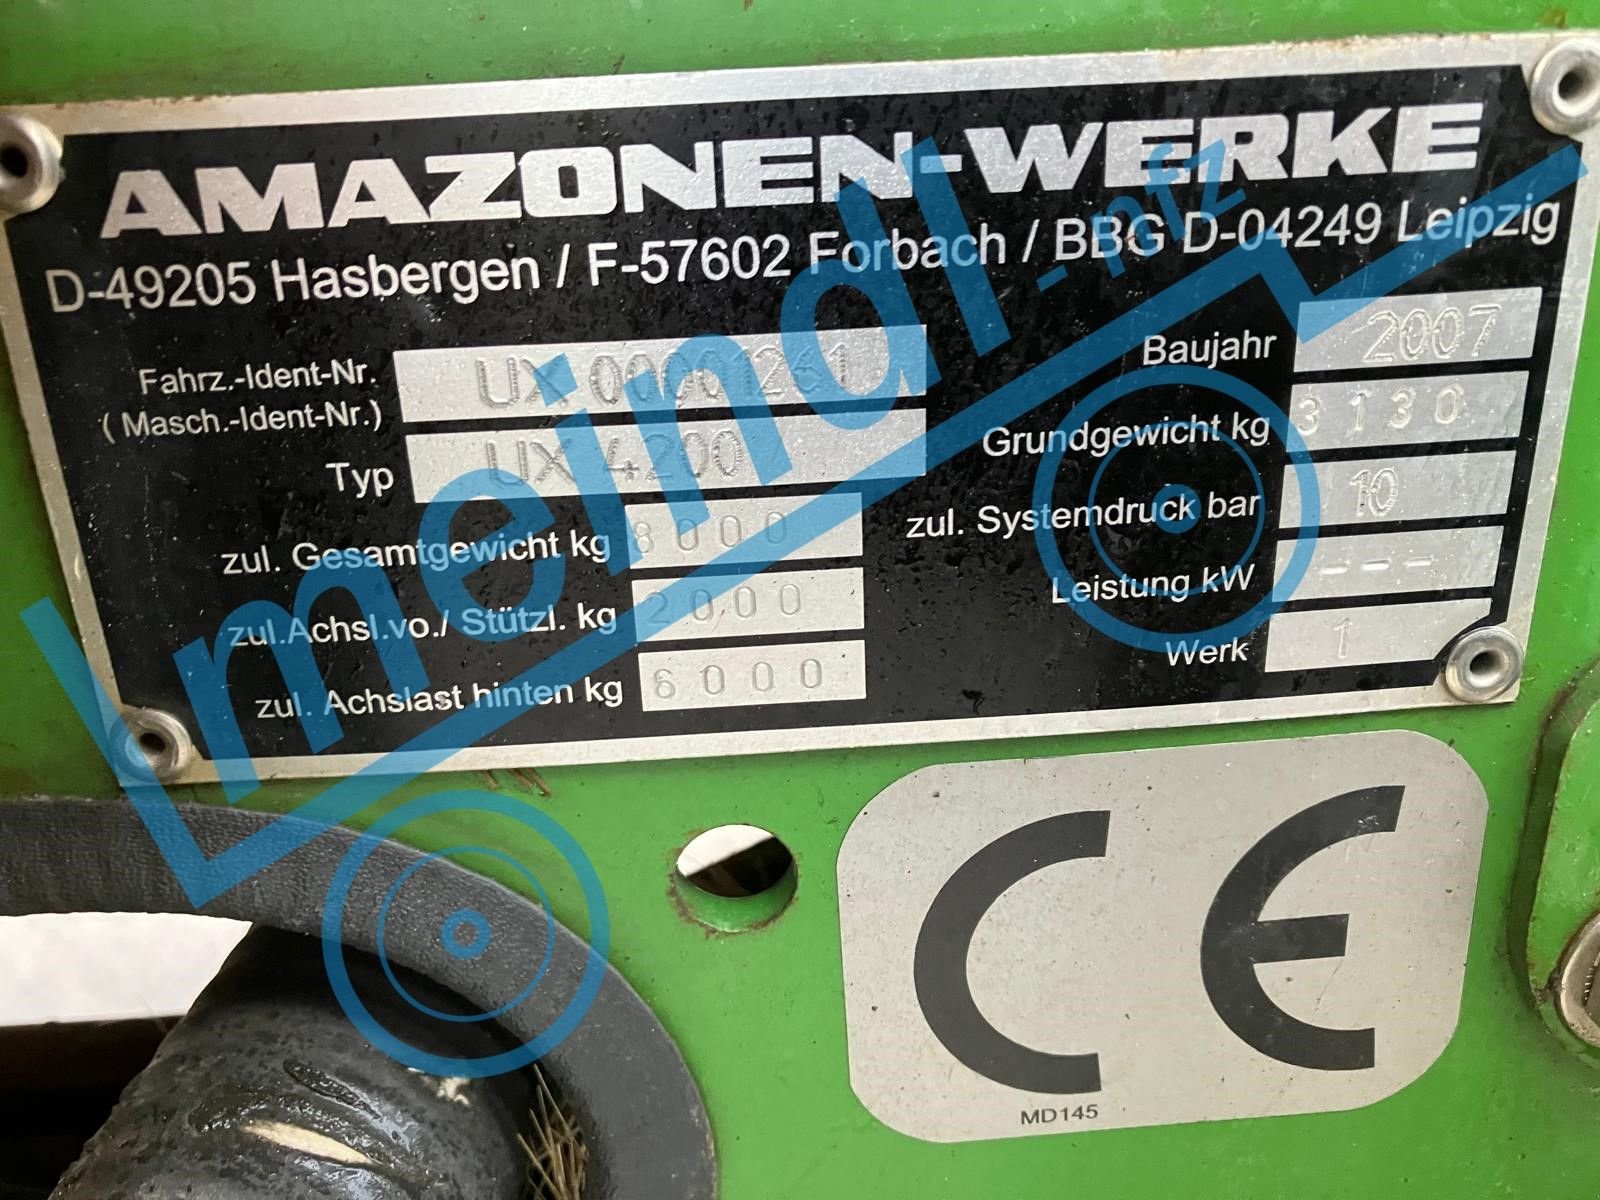 AMAZONEN-WERKE
D-49205 Hasbergen / F-57602 Forbach / BBG D-04249 Leipzig
Fahrz.-Ident-Nr.
(Masch.-Ident-Nr.) UX
Typ UX 4200
zul. Gesamtgewicht kg 8000
zul.Achsl.vo./ Stützl. kg 2000
zul. Achslast hinten kg 6000
Baujahr 2007
Grundgewicht kg 3130
zul. Systemdruck bar 10
Leistung kW ---
Werk 1
meindl-nfz
CE
MD145